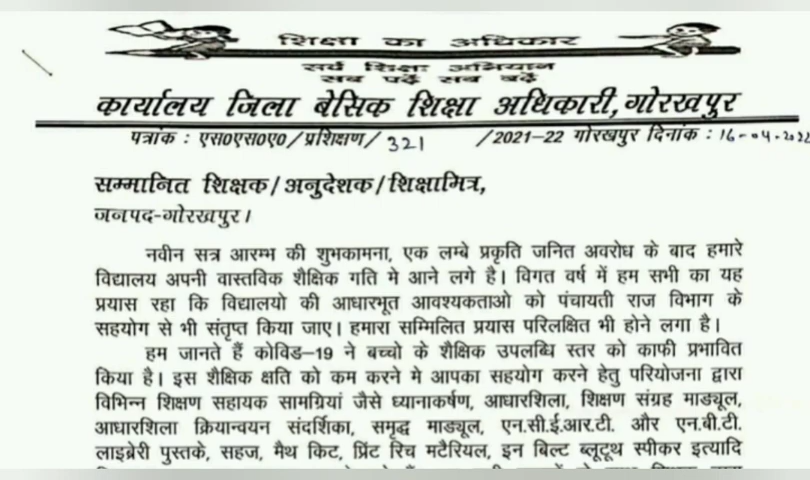 शिक्षा का अधिकार
सर्व शिक्षा अभियान
सब पढ़ें सब बढ़ें
कार्यालय जिला बेसिक शिक्षा अधिकारी, गोरखपुर
पत्रांक : एस0एस0ए0/प्रशिक्षण/ 321 /2021-22 गोरखपुर दिनांक : 16-04-2022
सम्मानित शिक्षक/अनुदेशक/शिक्षामित्र,
जनपद-गोरखपुर।
नवीन सत्र आरम्भ की शुभकामना, एक लम्बे प्रकृति जनित अवरोध के बाद हमारे
विद्यालय अपनी वास्तविक शैक्षिक गति मे आने लगे है। विगत वर्ष में हम सभी का यह
प्रयास रहा कि विद्यालयो की आधारभूत आवश्यकताओ को पंचायती राज विभाग के
सहयोग से भी संतृप्त किया जाए। हमारा सम्मिलित प्रयास परिलक्षित भी होने लगा है।
हम जानते हैं कोविड-19 ने बच्चो के शैक्षिक उपलब्धि स्तर को काफी प्रभावित
किया है। इस शैक्षिक क्षति को कम करने मे आपका सहयोग करने हेतु परियोजना द्वारा
विभिन्न शिक्षण सहायक सामग्रियां जैसे ध्यानाकर्षण, आधारशिला, शिक्षण संग्रह माड्यूल,
आधारशिला क्रियान्वयन संदर्शिका, समृद्ध माड्यूल, एन.सी.ई.आर.टी. और एन.बी.टी.
लाइब्रेरी पुस्तके, सहज, मैथ किट, प्रिंट रिच मटैरियल, इन बिल्ट ब्लूटूथ स्पीकर इत्यादि